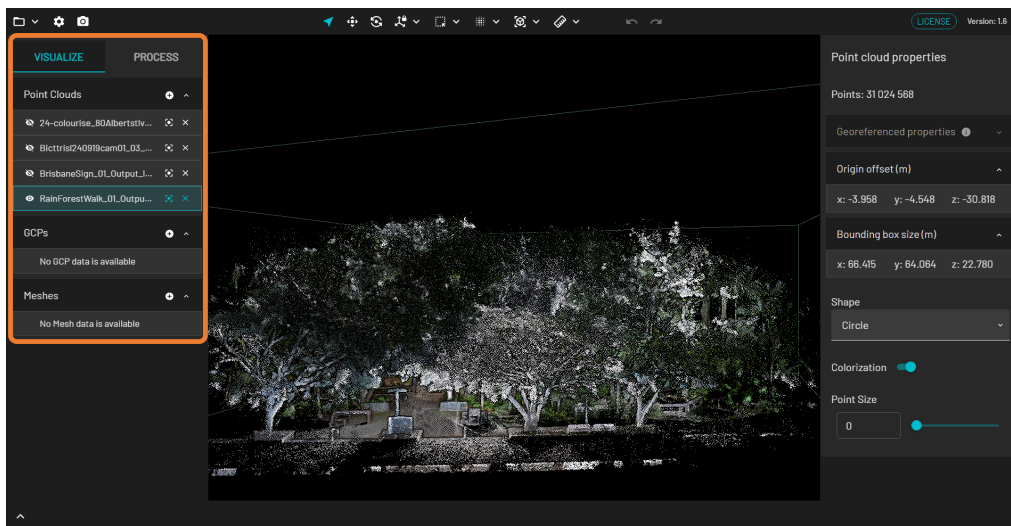 LICENSE Version: 1.6
VISUALIZE PROCESS
Point Clouds
24-colourise_80Albertstlv...
Bicttrisl240919cam01_03_...
BrisbaneSign_01_Output_l...
RainForestWalk_01_Outpu...
GCPs
No GCP data is available
Meshes
No Mesh data is available
Point cloud properties
Points: 31 024 568
Georeferenced properties
Origin offset (m)
x: -3.958 y: -4.548 z: -30.818
Bounding box size (m)
x: 66.415 y: 64.064 z: 22.780
Shape
Circle
Colorization
Point Size
0